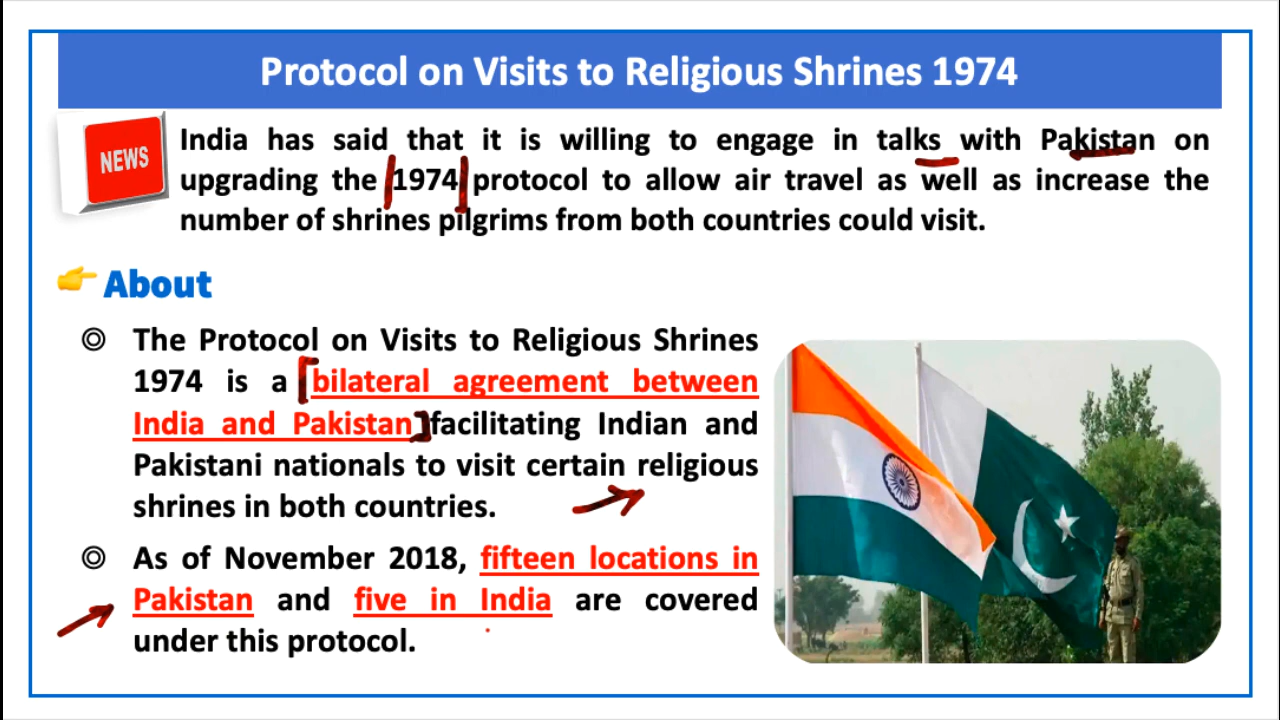 Protocol on Visits to Religious Shrines 1974
NEWS
India has said that it is willing to engage in talks with Pakistan on
upgrading the 1974 protocol to allow air travel as well as increase the
number of shrines pilgrims from both countries could visit.
About
The Protocol on Visits to Religious Shrines
1974 is a bilateral agreement between
India and Pakistan facilitating Indian and
Pakistani nationals to visit certain religious
shrines in both countries.
As of November 2018, fifteen locations in
Pakistan and five in India are covered
under this protocol.